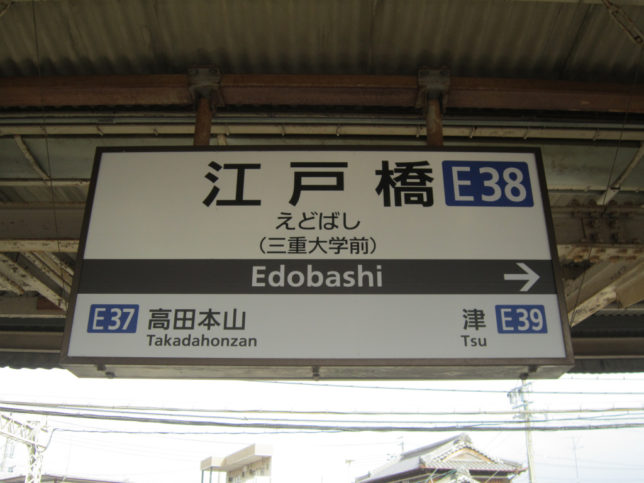 江戸橋 E38
えどばし
(三重大学前)
Edobashi →
E37 高田本山 津 E39
Takadahonzan Tsu